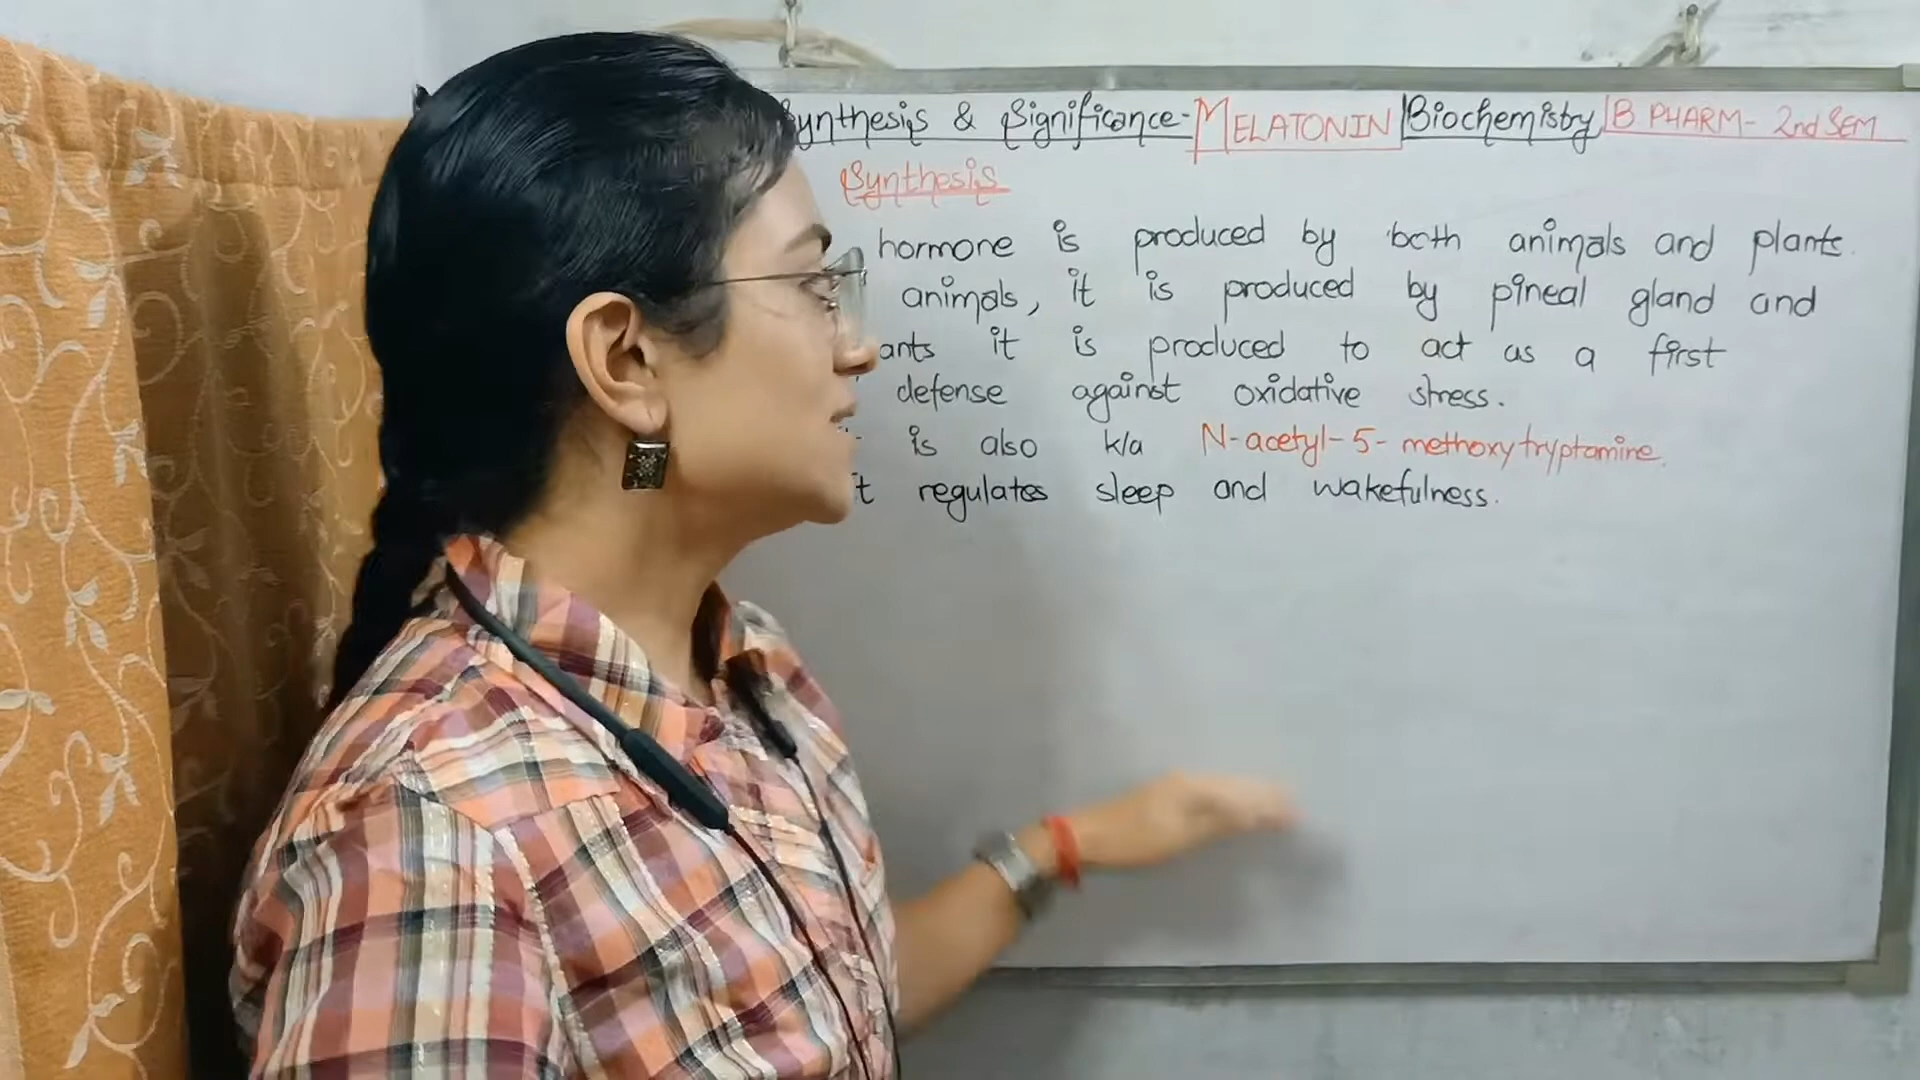 ynthesis & Significance- MELATONIN Biochemistry B PHARM- 2nd SEM
Synthesis
hormone is produced by both animals and plants.
animals, it is produced by pineal gland and
ants it is produced to act as a first
defense against oxidative stress.
is also k/a N-acetyl-5-methoxytryptamine.
it regulates sleep and wakefulness.